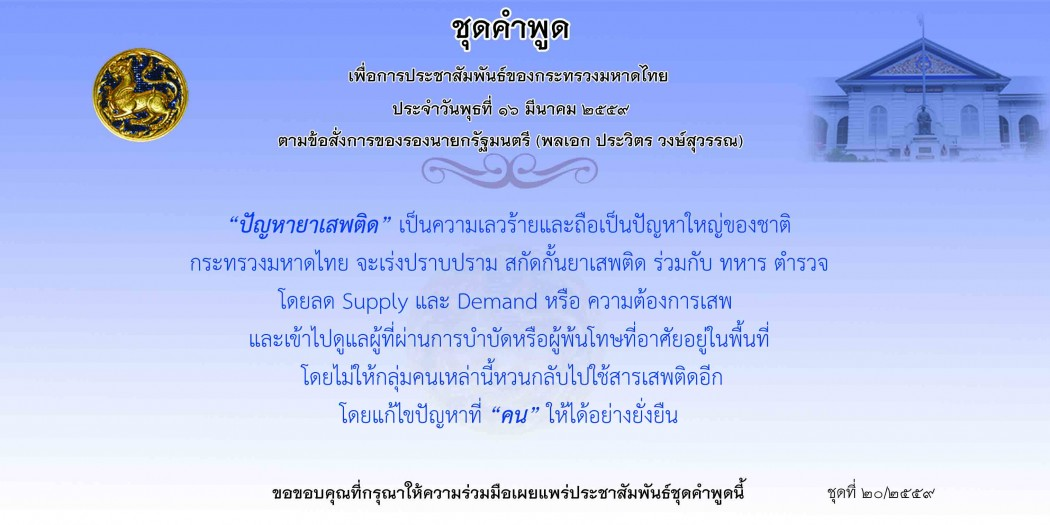 ชุดคำพูด
เพื่อการประชาสัมพันธ์ของกระทรวงมหาดไทย
ประจำวันพุธที่ ๑๖ มีนาคม ๒๕๕๙
ตามข้อสั่งการของรองนายกรัฐมนตรี (พลเอก ประวิตร วงษ์สุวรรณ)
“ปัญหายาเสพติด” เป็นความเลวร้ายและถือเป็นปัญหาใหญ่ของชาติ
กระทรวงมหาดไทย จะเร่งปราบปราม สกัดกั้นยาเสพติด ร่วมกับ ทหาร ตำรวจ
โดยลด Supply และ Demand หรือ ความต้องการเสพ
และเข้าไปดูแลผู้ที่ผ่านการบำบัดหรือผู้พ้นโทษที่อาศัยอยู่ในพื้นที่
โดยไม่ให้กลุ่มคนเหล่านี้หวนกลับไปใช้สารเสพติดอีก
โดยแก้ไขปัญหาที่ “คน” ให้ได้อย่างยั่งยืน
ขอขอบคุณที่กรุณาให้ความร่วมมือเผยแพร่ประชาสัมพันธ์ชุดคำพูดนี้
ชุดที่ ๒๐/๒๕๕๙